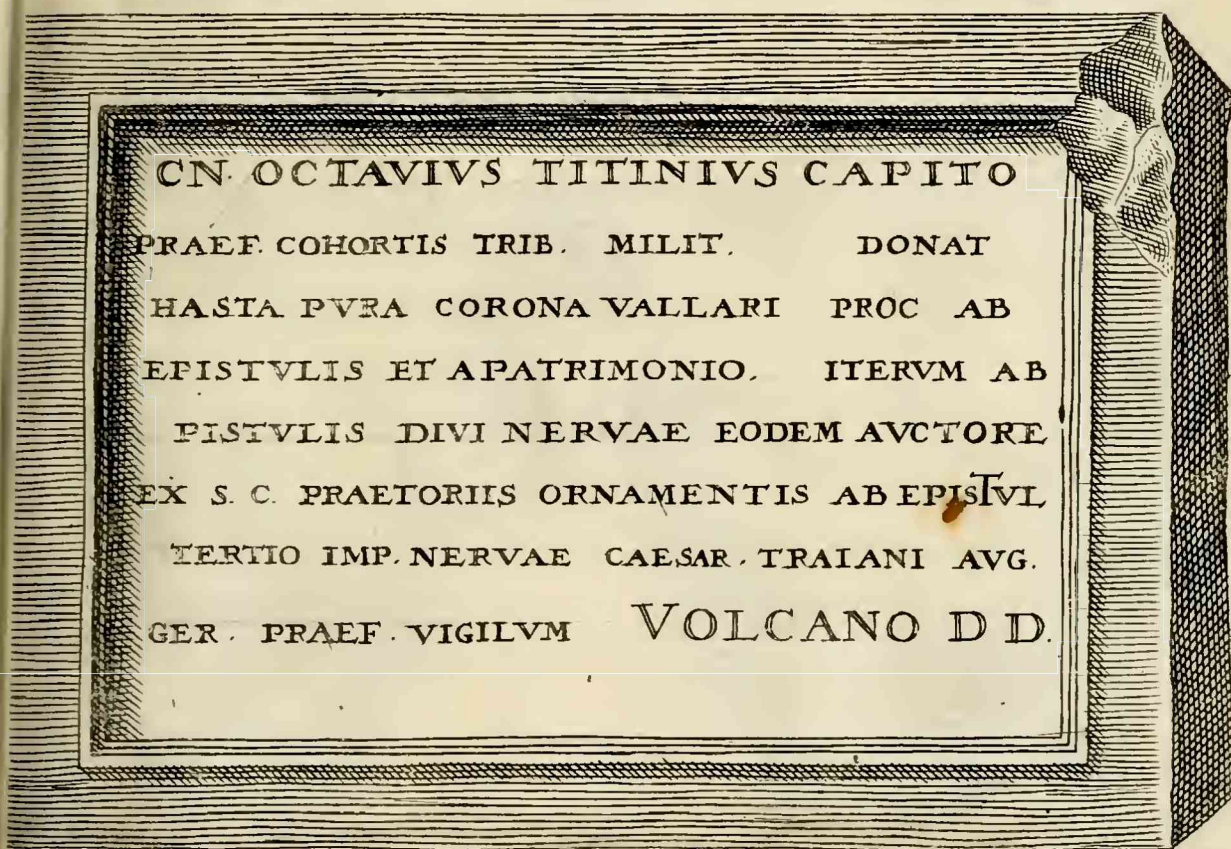 CN. OCTAVIVS TITINIVS CAPITO
PRAEF. COHORTIS TRIB. MILIT. DONAT
HASTA PVRA CORONA VALLARI PROC AB
EPISTVLIS ET APATRIMONIO. ITERVM AB
PISTVLIS DIVI NERVAE EODEM AVCTORE
EX S. C. PRAETORIIS ORNAMENTIS AB EPISTVL
TERTIO IMP. NERVAE CAESAR. TRAIANI AVG.
GER. PRAEF. VIGILVM VOLCANO D D.